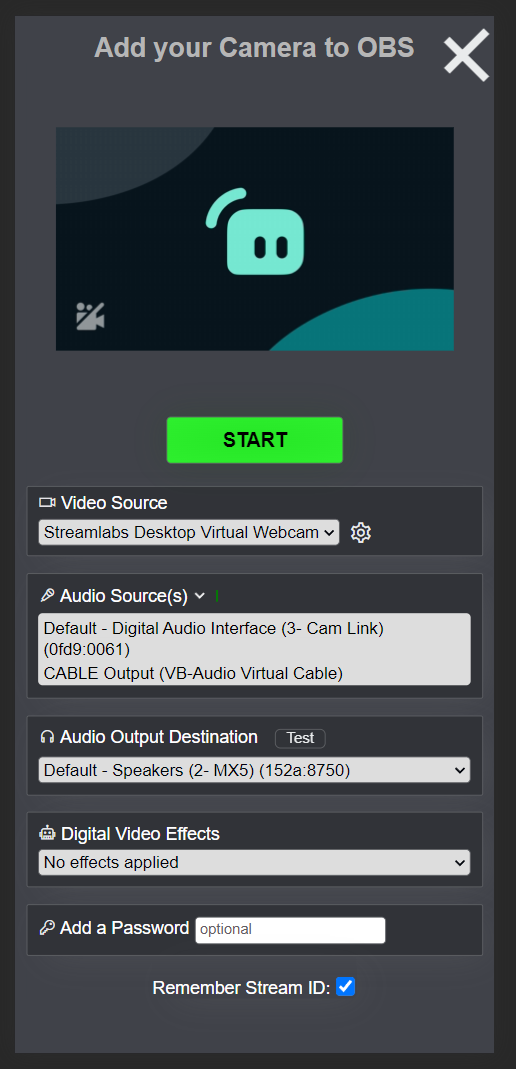 Add your Camera to OBS
START
Video Source
Streamlabs Desktop Virtual Webcam
Audio Source(s)
Default - Digital Audio Interface (3- Cam Link)
(0fd9:0061)
CABLE Output (VB-Audio Virtual Cable)
Audio Output Destination Test
Default - Speakers (2- MX5) (152a:8750)
Digital Video Effects
No effects applied
Add a Password optional
Remember Stream ID: